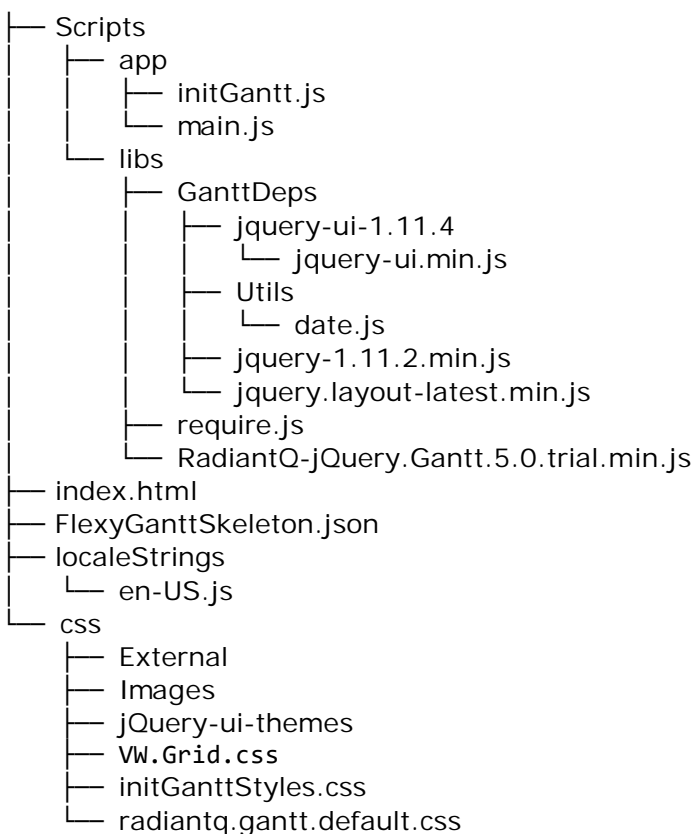 ├── Scripts
│   ├── app
│   │   ├── initGantt.js
│   │   └── main.js
│   └── libs
│       ├── GanttDeps
│       │   ├── jquery-ui-1.11.4
│       │   │   └── jquery-ui.min.js
│       │   ├── Utils
│       │   │   └── date.js
│       │   ├── jquery-1.11.2.min.js
│       │   └── jquery.layout-latest.min.js
│       ├── require.js
│       └── RadiantQ-jQuery.Gantt.5.0.trial.min.js
├── index.html
├── FlexyGanttSkeleton.json
├── localeStrings
│   └── en-US.js
└── css
    ├── External
    ├── Images
    ├── jQuery-ui-themes
    ├── VW.Grid.css
    ├── initGanttStyles.css
    └── radiantq.gantt.default.css